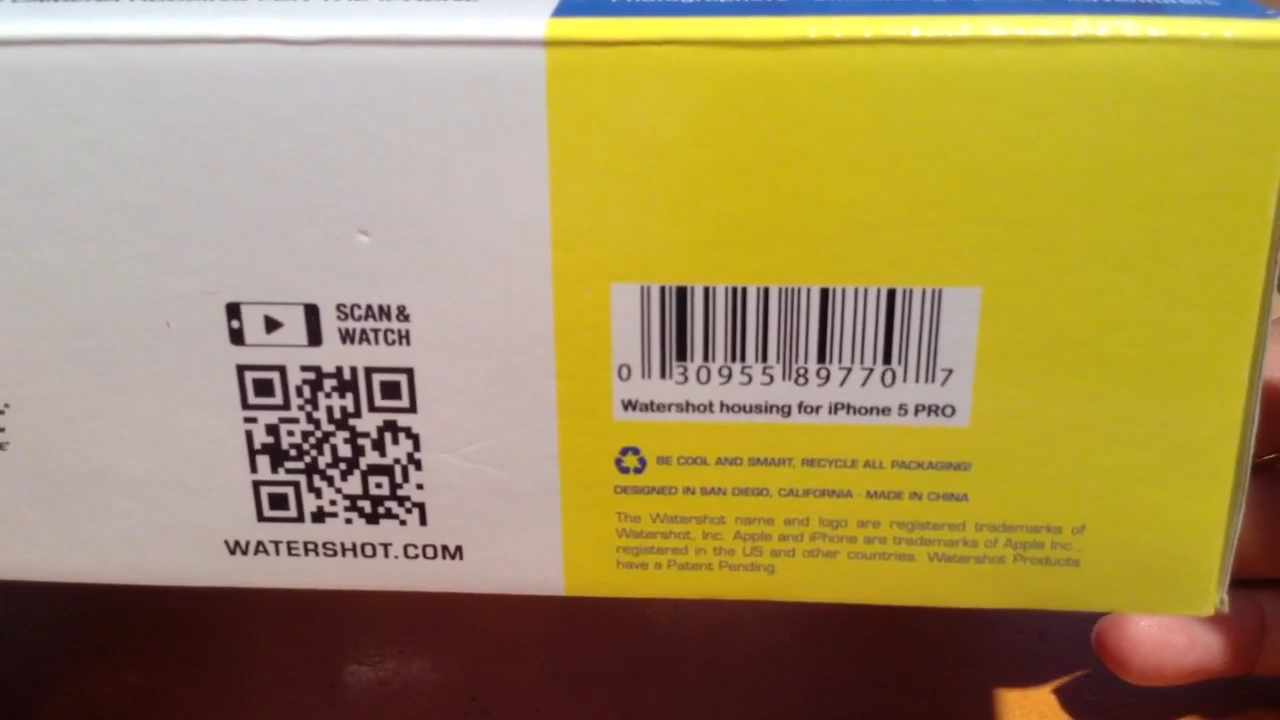 SCAN &
WATCH
WATERSHOT.COM
0 30955 89770 7
Watershot housing for iPhone 5 PRO
BE COOL AND SMART, RECYCLE ALL PACKAGING!
DESIGNED IN SAN DIEGO, CALIFORNIA · MADE IN CHINA
The Watershot name and logo are registered trademarks of
Watershot, Inc. Apple and iPhone are trademarks of Apple Inc.,
registered in the US and other countries. Watershot Products
have a Patent Pending.